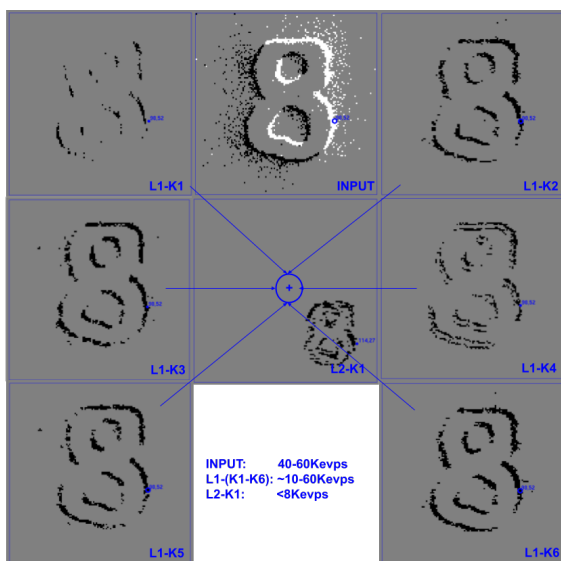 L1-K1
INPUT
L1-K2
L1-K3
+
L2-K1
L1-K4
L1-K5
INPUT: 40-60Kevps
L1-(K1-K6): ~10-60Kevps
L2-K1: <8Kevps
L1-K6